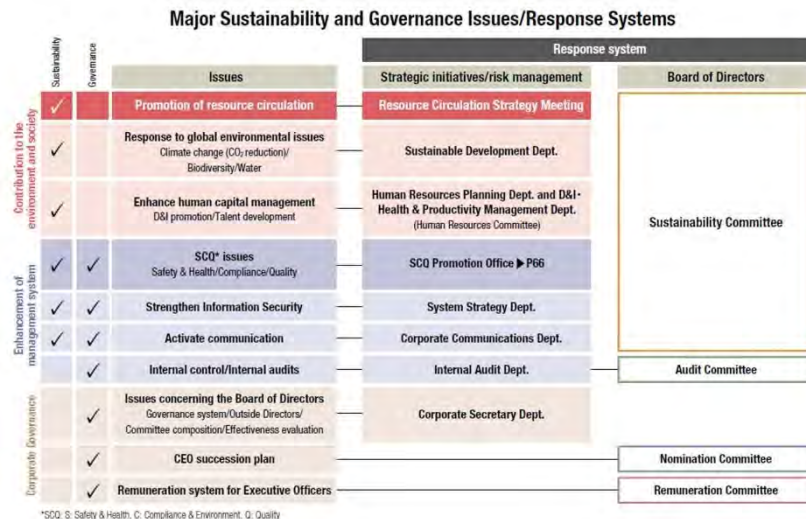 Major Sustainability and Governance Issues/Response Systems
Sustainability
Governance
Response system
Issues
Strategic initiatives/risk management
Board of Directors
Contribution to the
environment and society
✓
Promotion of resource circulation
Resource Circulation Strategy Meeting
✓
Response to global environmental issues
Climate change (CO₂ reduction)/
Biodiversity/Water
Sustainable Development Dept.
✓
Enhance human capital management
D&I promotion/Talent development
Human Resources Planning Dept. and D&I·
Health & Productivity Management Dept.
(Human Resources Committee)
Sustainability Committee
Enhancement of
management system
✓ ✓
SCQ* issues
Safety & Health/Compliance/Quality
SCQ Promotion Office ▶ P66
✓ ✓
Strengthen Information Security
System Strategy Dept.
✓ ✓
Activate communication
Corporate Communications Dept.
✓
Internal control/Internal audits
Internal Audit Dept.
Audit Committee
Corporate Governance
✓
Issues concerning the Board of Directors
Governance system/Outside Directors/
Committee composition/Effectiveness evaluation
Corporate Secretary Dept.
✓
CEO succession plan
Nomination Committee
✓
Remuneration system for Executive Officers
Remuneration Committee
*SCQ: S: Safety & Health, C: Compliance & Environment, Q: Quality